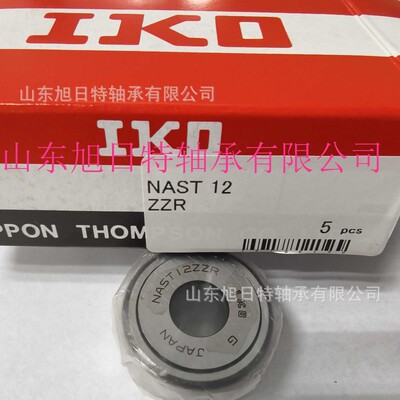 IKO
山东旭日特轴承有限公司
IKO
山东旭日特轴承有限公司
NAST 12
ZZR
5 pcs
PPON THOMPSON
NAST12ZZR
山东旭日特轴承有限公司
G
JAPAN